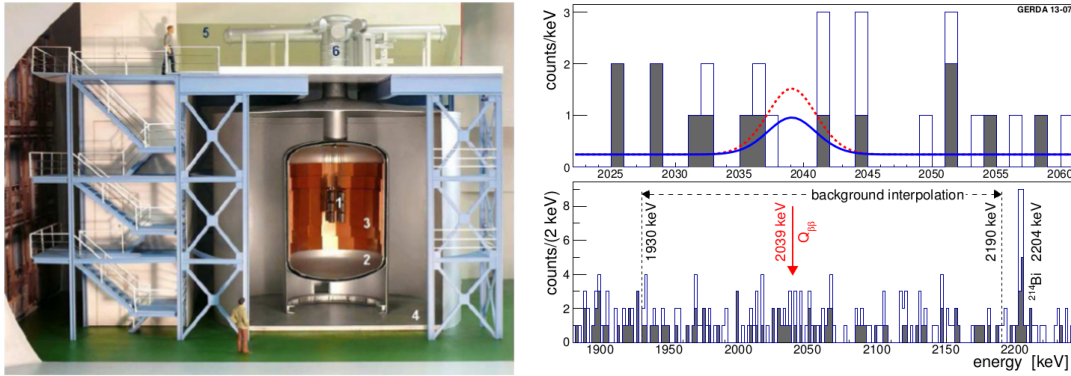 5
6
1
3
2
4
GERDA 13-07
counts/keV
3
2
1
0
2025
2030
2035
2040
2045
2050
2055
2060
counts/(2 keV)
8
6
4
2
0
background interpolation
1930 keV
2039 keV
Qββ
2190 keV
2204 keV
214Bi
1900
1950
2000
2050
2100
2150
2200
energy [keV]